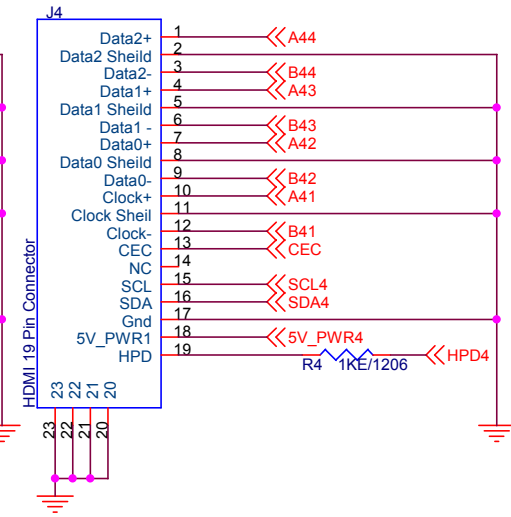 J4
Data2+ 1 A44
Data2 Sheild 2
Data2- 3 B44
Data1+ 4 A43
Data1 Sheild 5
Data1 - 6 B43
Data0+ 7 A42
Data0 Sheild 8
Data0- 9 B42
Clock+ 10 A41
Clock Sheil 11
Clock- 12 B41
CEC 13 CEC
NC 14
SCL 15 SCL4
SDA 16 SDA4
Gnd 17
5V_PWR1 18 5V_PWR4
HPD 19 HPD4
R4 1KE/1206
HDMI 19 Pin Connector
23 22 21 20
23 22 21 20